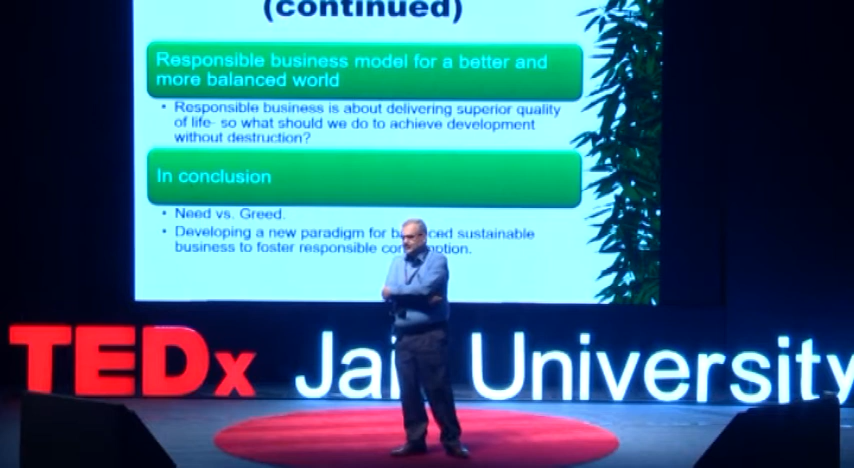 (continued)
Responsible business model for a better and
more balanced world
• Responsible business is about delivering superior quality
of life- so what should we do to achieve development
without destruction?
In conclusion
• Need vs. Greed.
• Developing a new paradigm for sustainable
business to foster responsible
TEDx University